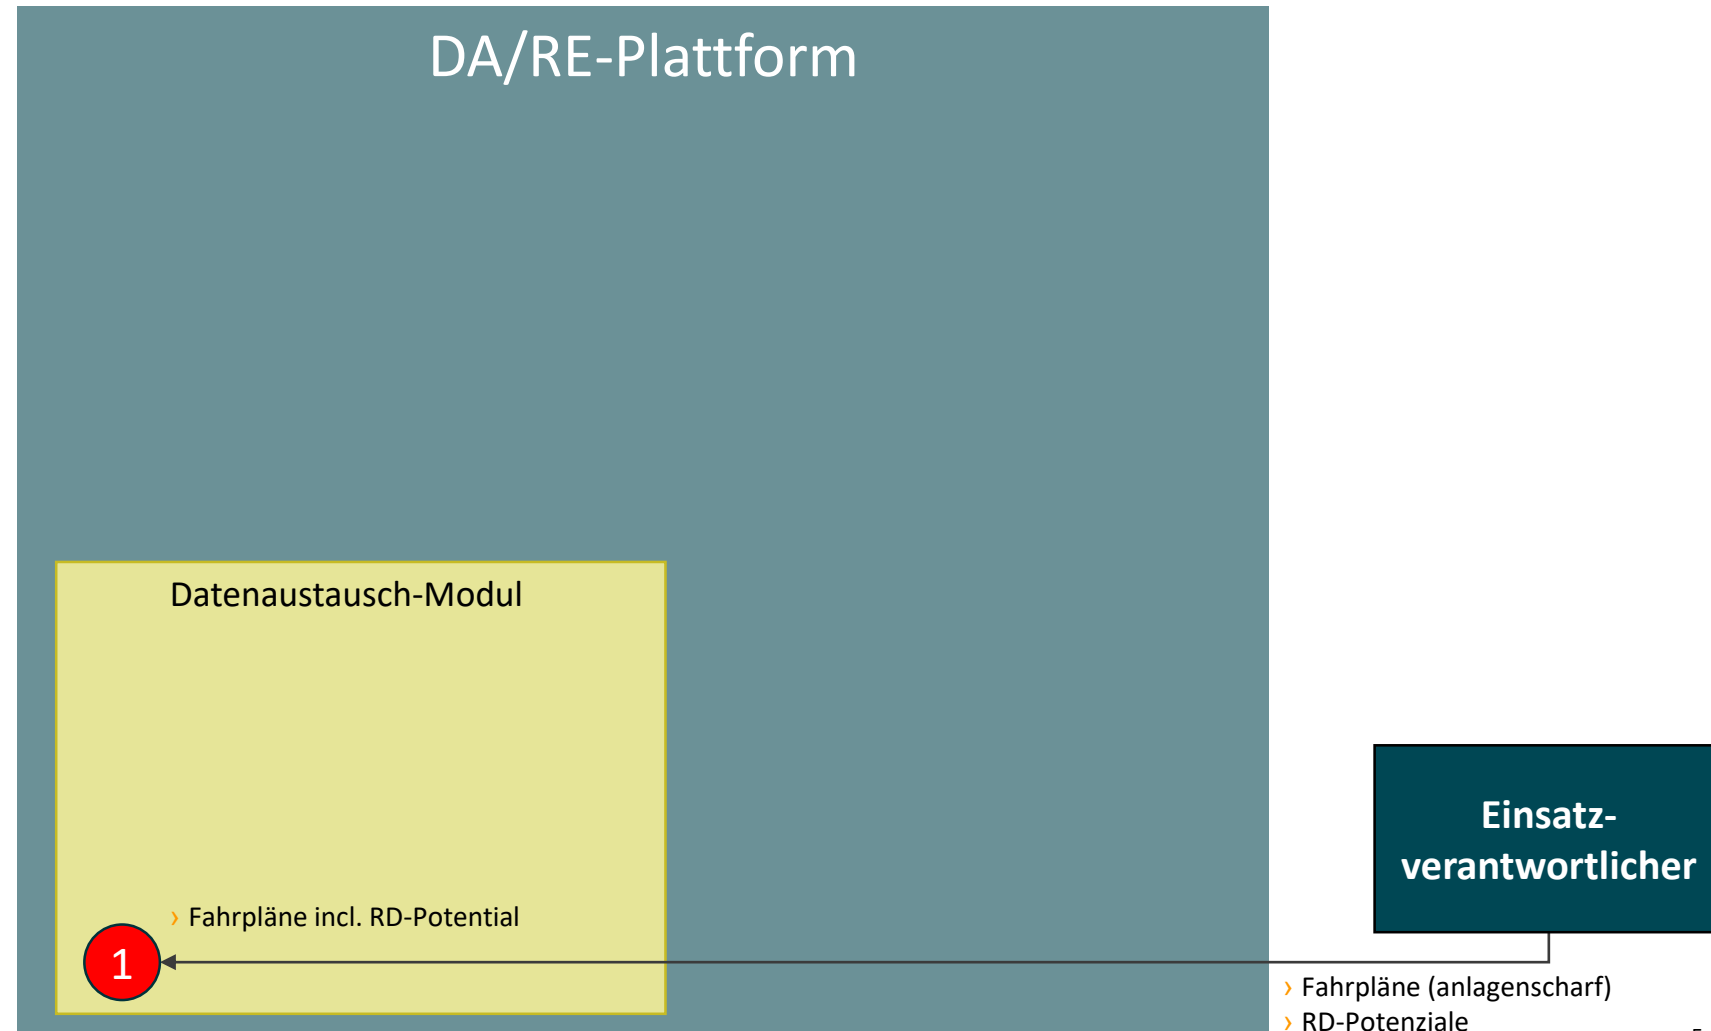 DA/RE-Plattform
Datenaustausch-Modul
› Fahrpläne incl. RD-Potential
1
Einsatz-
verantwortlicher
› Fahrpläne (anlagenscharf)
› RD-Potenziale